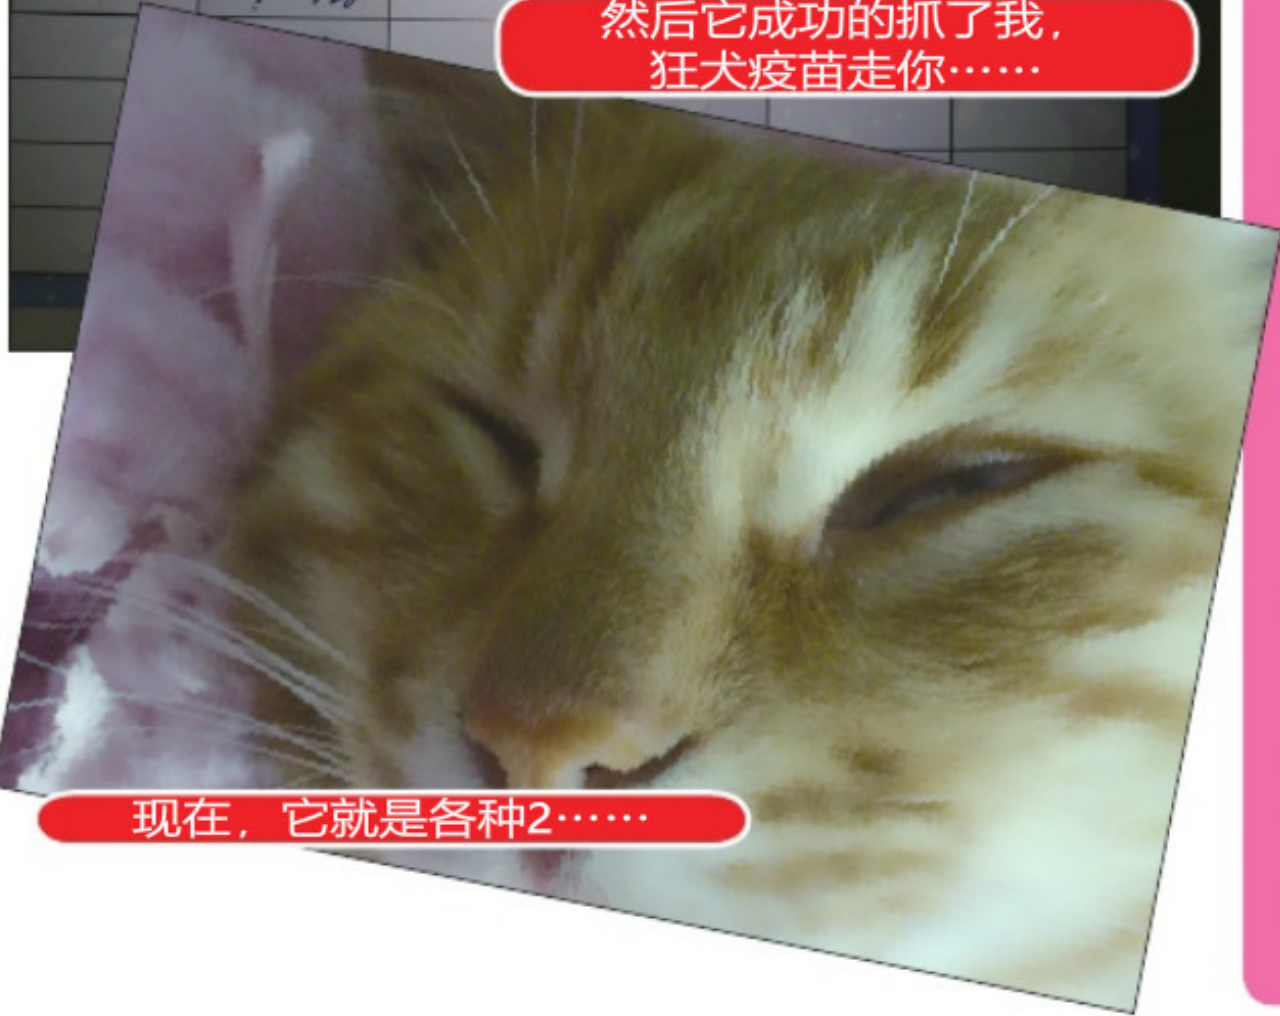 然后它成功的抓了我，
狂犬疫苗走你……
现在，它就是各种2……